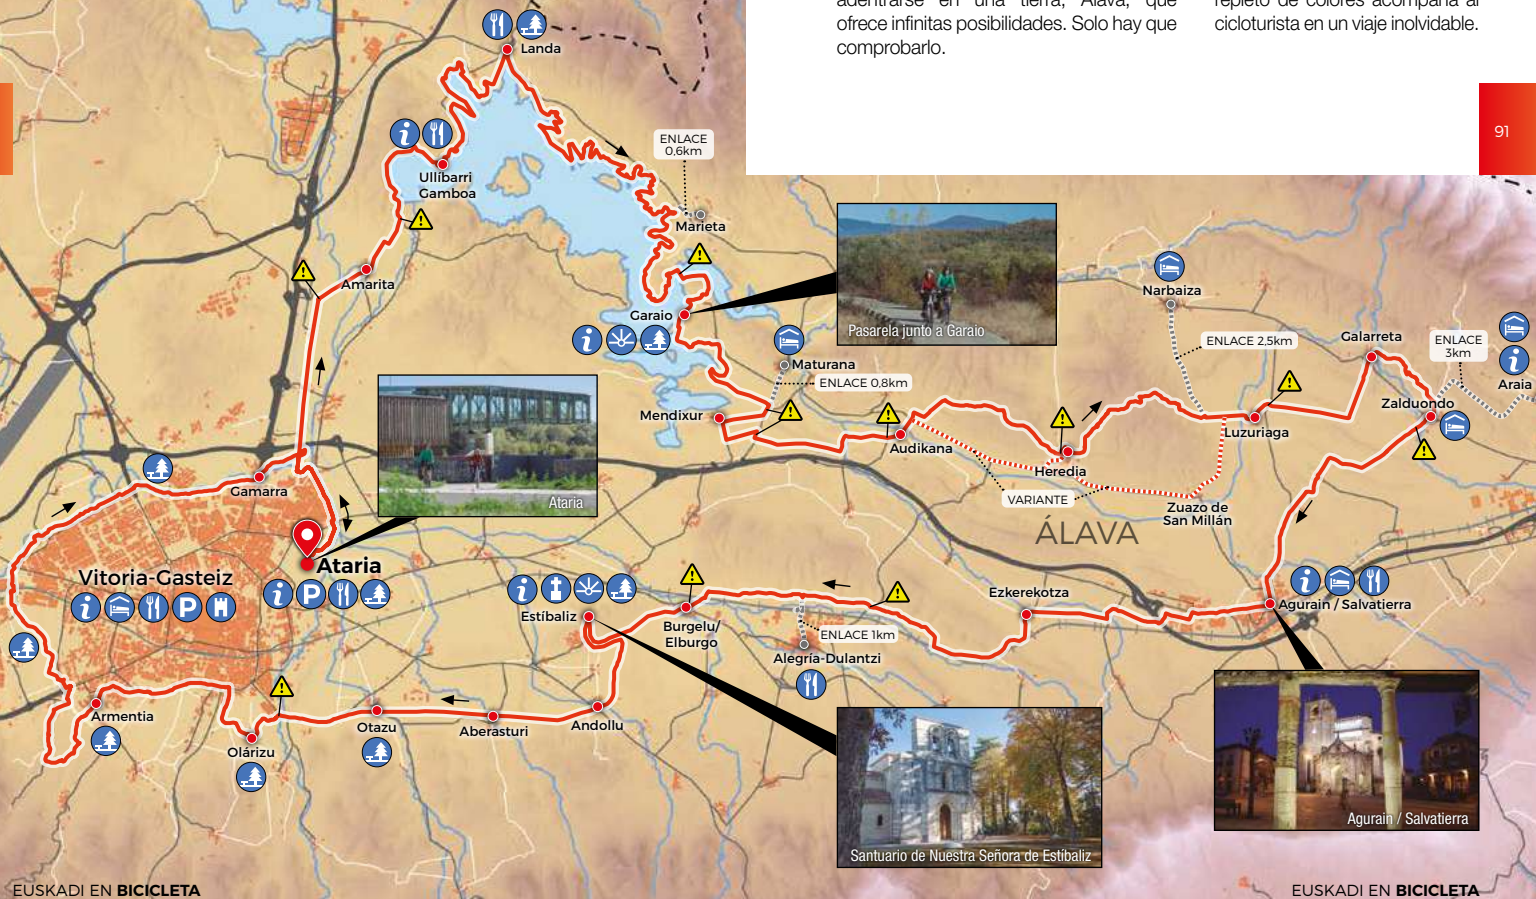 adentrarse en una tierra, Álava, que
ofrece infinitas posibilidades. Solo hay que
comprobarlo.
repleto de colores acompaña al
cicloturista en un viaje inolvidable.
91
Landa
ENLACE
0,6km
Ullíbarri
Gamboa
Marieta
Amarita
Garaio
Pasarela junto a Garaio
Narbaiza
ENLACE 2,5km
Galarreta
ENLACE
3km
Araia
Maturana
ENLACE 0,8km
Mendixur
Zalduondo
Luzuriaga
Audikana
Heredia
VARIANTE
Zuazo de
San Millán
ÁLAVA
Gamarra
Ataria
Ataria
P
Vitoria-Gasteiz
P
Estíbaliz
Burgelu/
Elburgo
ENLACE 1km
Alegría-Dulantzi
Ezkerekotza
Agurain / Salvatierra
Armentia
Olárizu
Otazu
Aberasturi
Andollu
Santuario de Nuestra Señora de Estíbaliz
Agurain / Salvatierra
EUSKADI EN BICICLETA
EUSKADI EN BICICLETA